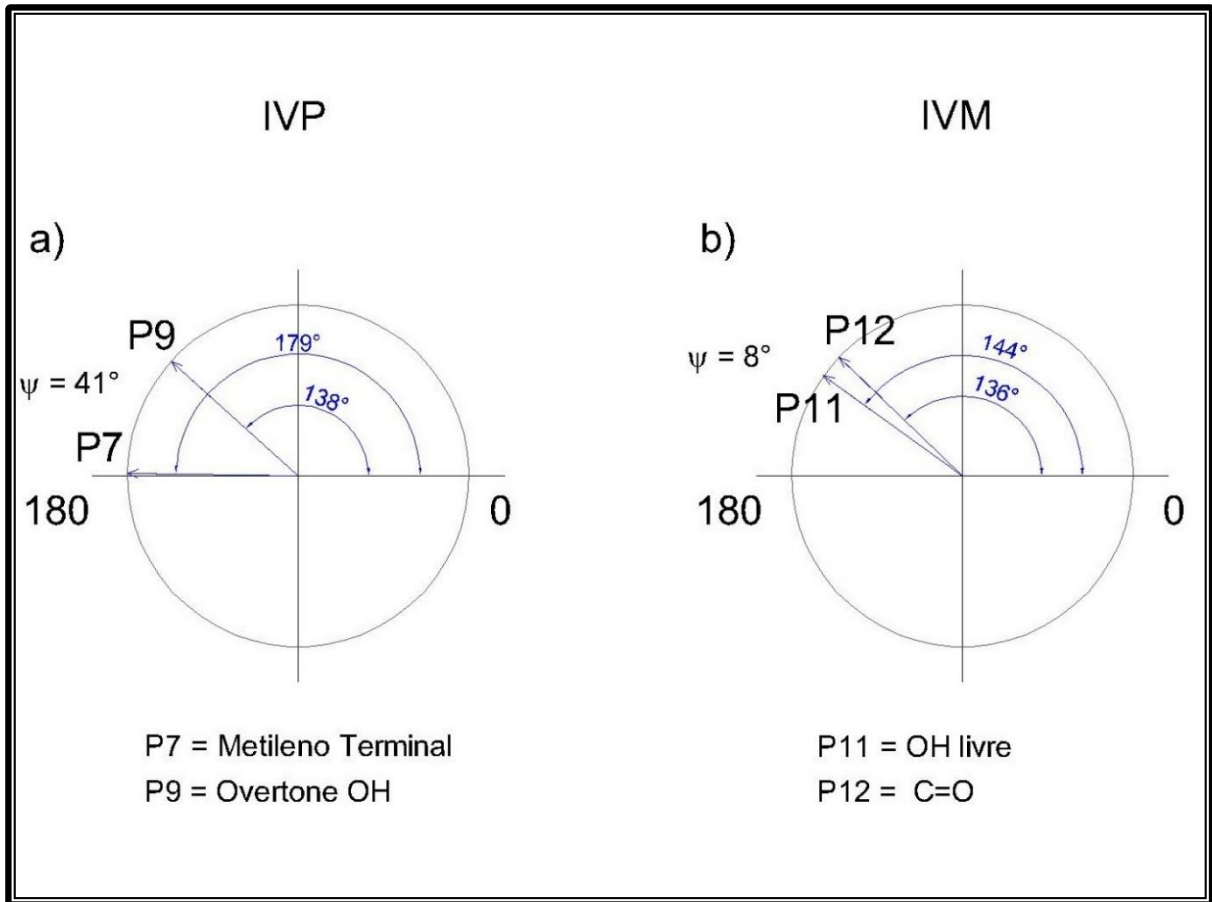 IVP
IVM
a)
b)
P9
179°
ψ = 41°
138°
P7
180
0
P12
144°
ψ = 8°
136°
P11
180
0
P7 = Metileno Terminal
P9 = Overtone OH
P11 = OH livre
P12 = C=O